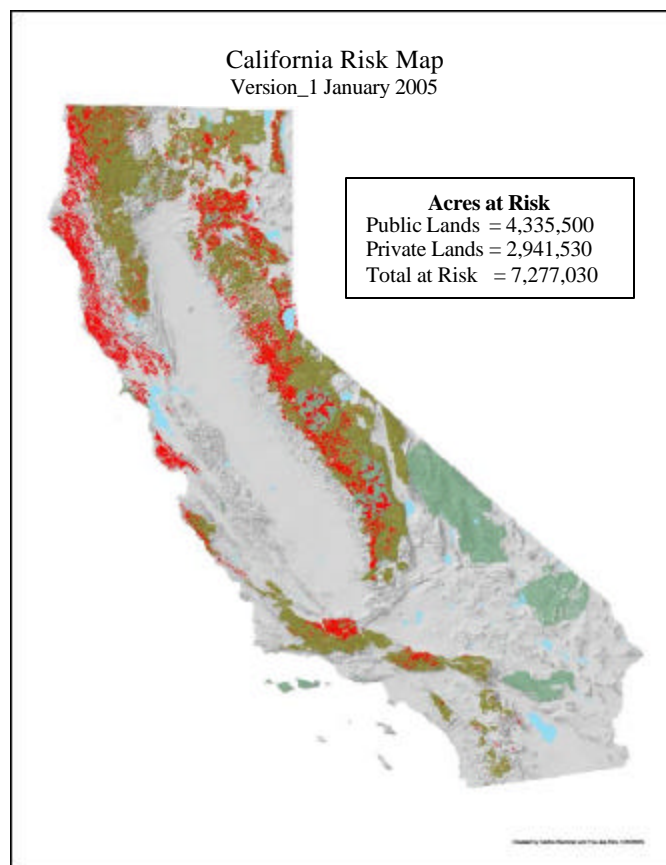 California Risk Map
Version_1 January 2005
Acres at Risk
Public Lands = 4,335,500
Private Lands = 2,941,530
Total at Risk = 7,277,030